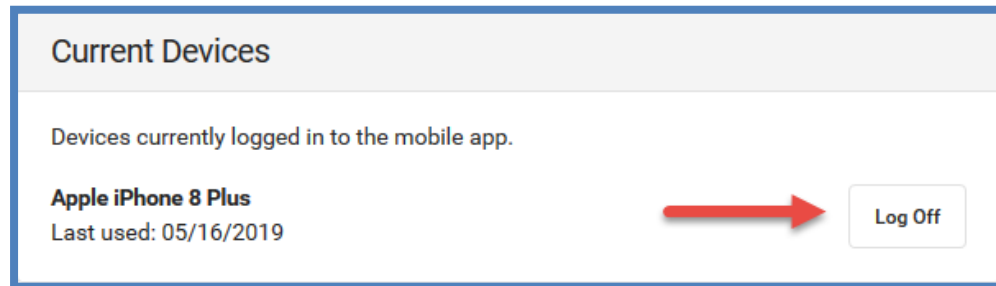 Current Devices
Devices currently logged in to the mobile app.
Apple iPhone 8 Plus
Last used: 05/16/2019
Log Off